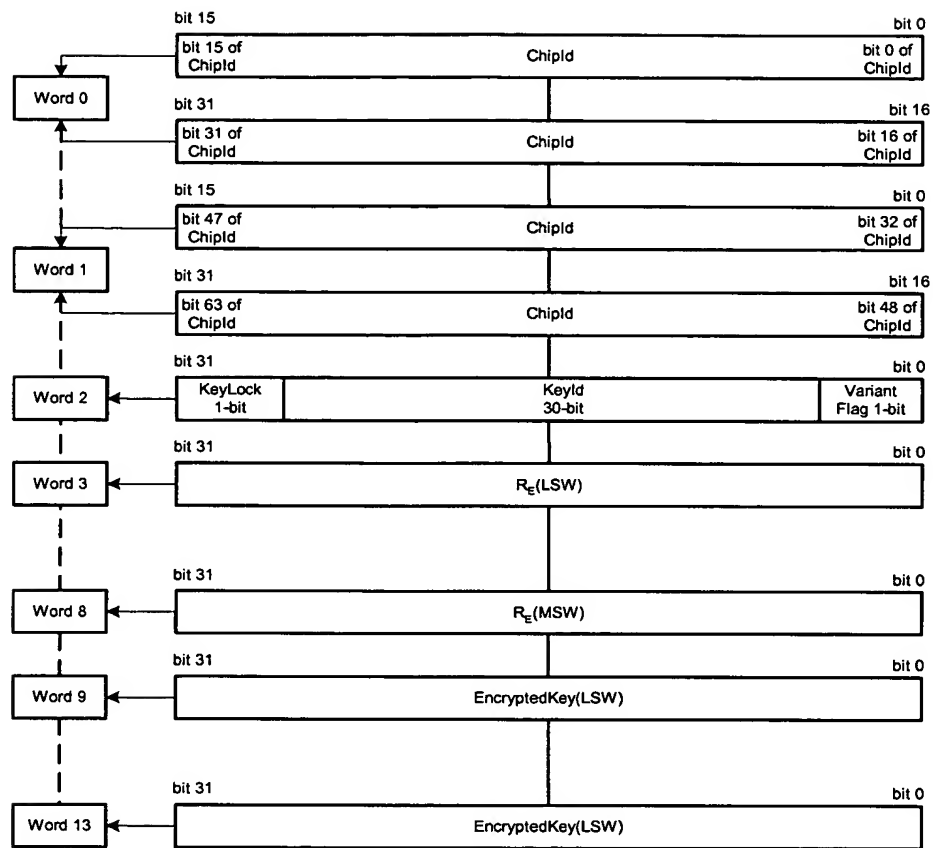 bit 15
bit 0
bit 15 of
ChipId
ChipId
bit 0 of
ChipId
Word 0
bit 31
bit 16
bit 31 of
ChipId
ChipId
bit 16 of
ChipId
bit 15
bit 0
bit 47 of
ChipId
ChipId
bit 32 of
ChipId
Word 1
bit 31
bit 16
bit 63 of
ChipId
ChipId
bit 48 of
ChipId
bit 31
bit 0
Word 2
KeyLock
1-bit
KeyId
30-bit
Variant
Flag 1-bit
bit 31
bit 0
Word 3
RE(LSW)
bit 31
bit 0
Word 8
RE(MSW)
bit 31
bit 0
Word 9
EncryptedKey(LSW)
bit 31
bit 0
Word 13
EncryptedKey(LSW)